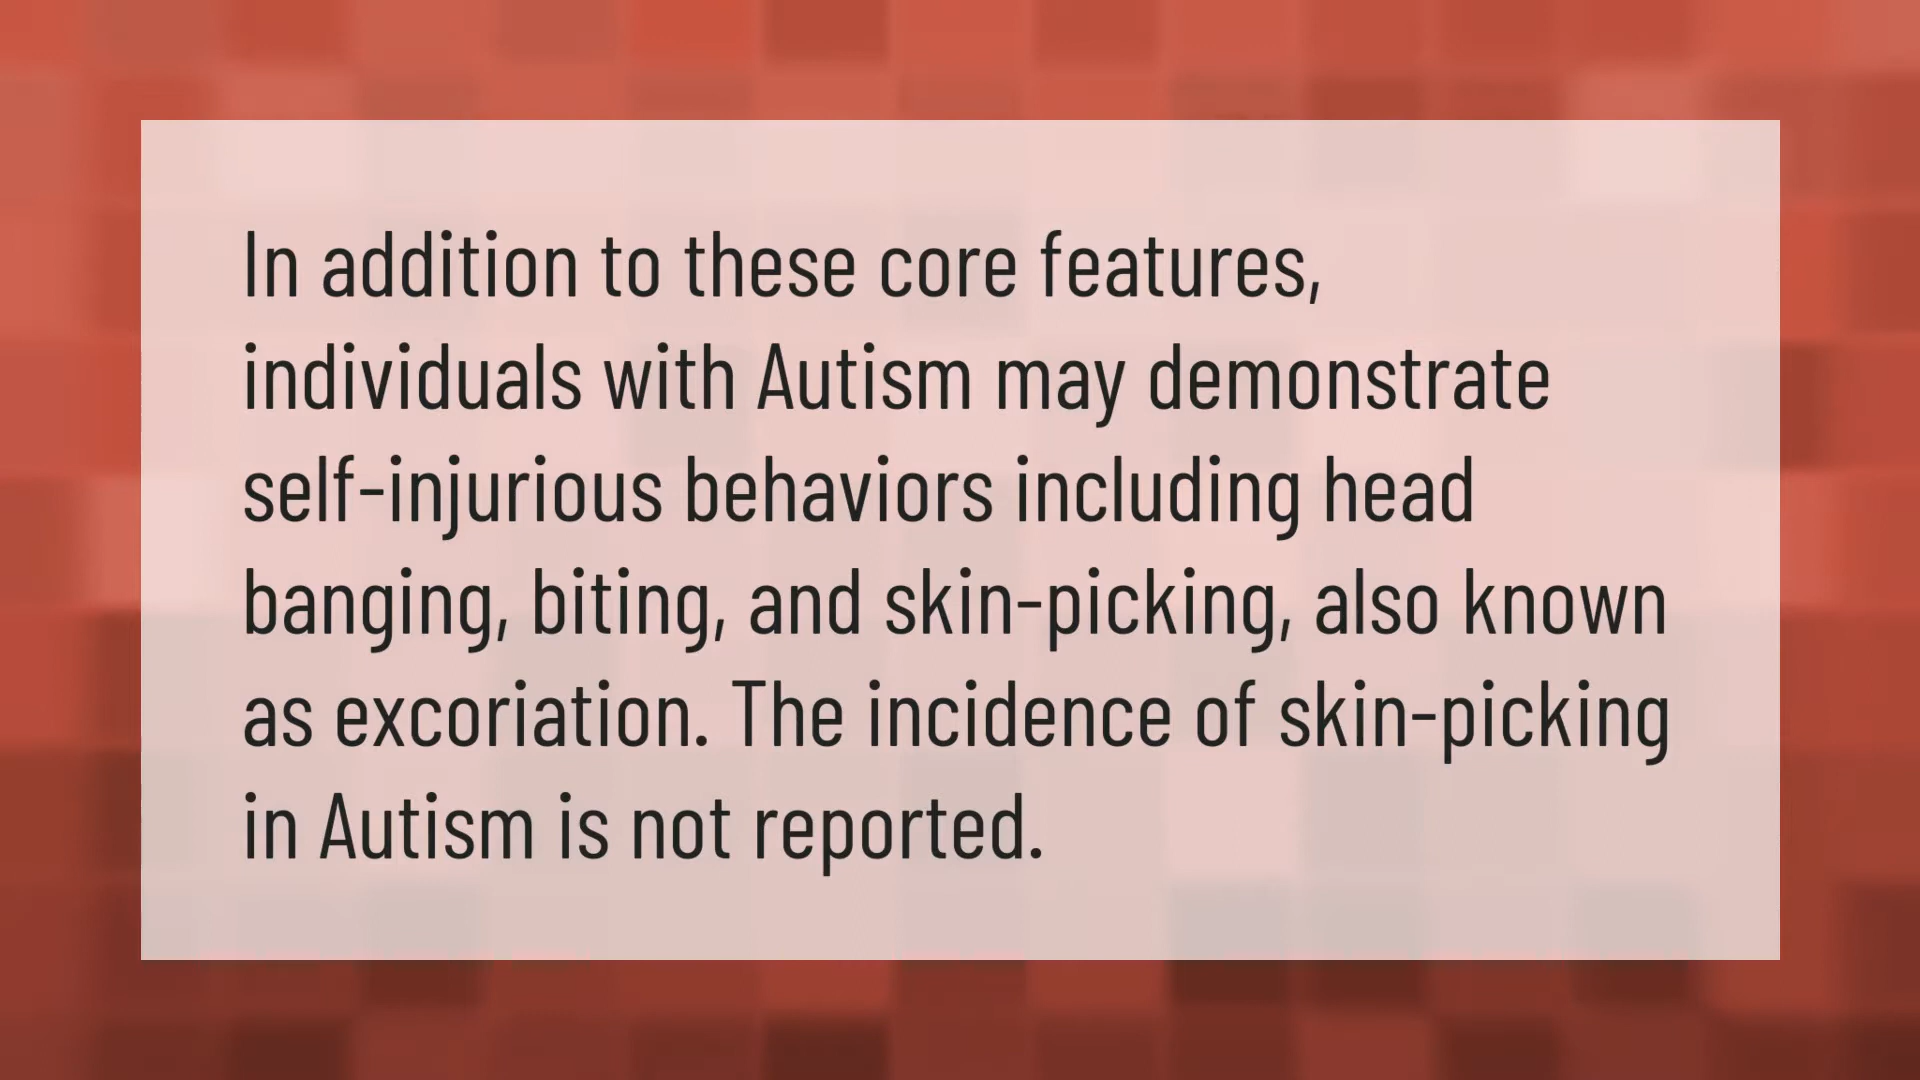 In addition to these core features,
individuals with Autism may demonstrate
self-injurious behaviors including head
banging, biting, and skin-picking, also known
as excoriation. The incidence of skin-picking
in Autism is not reported.